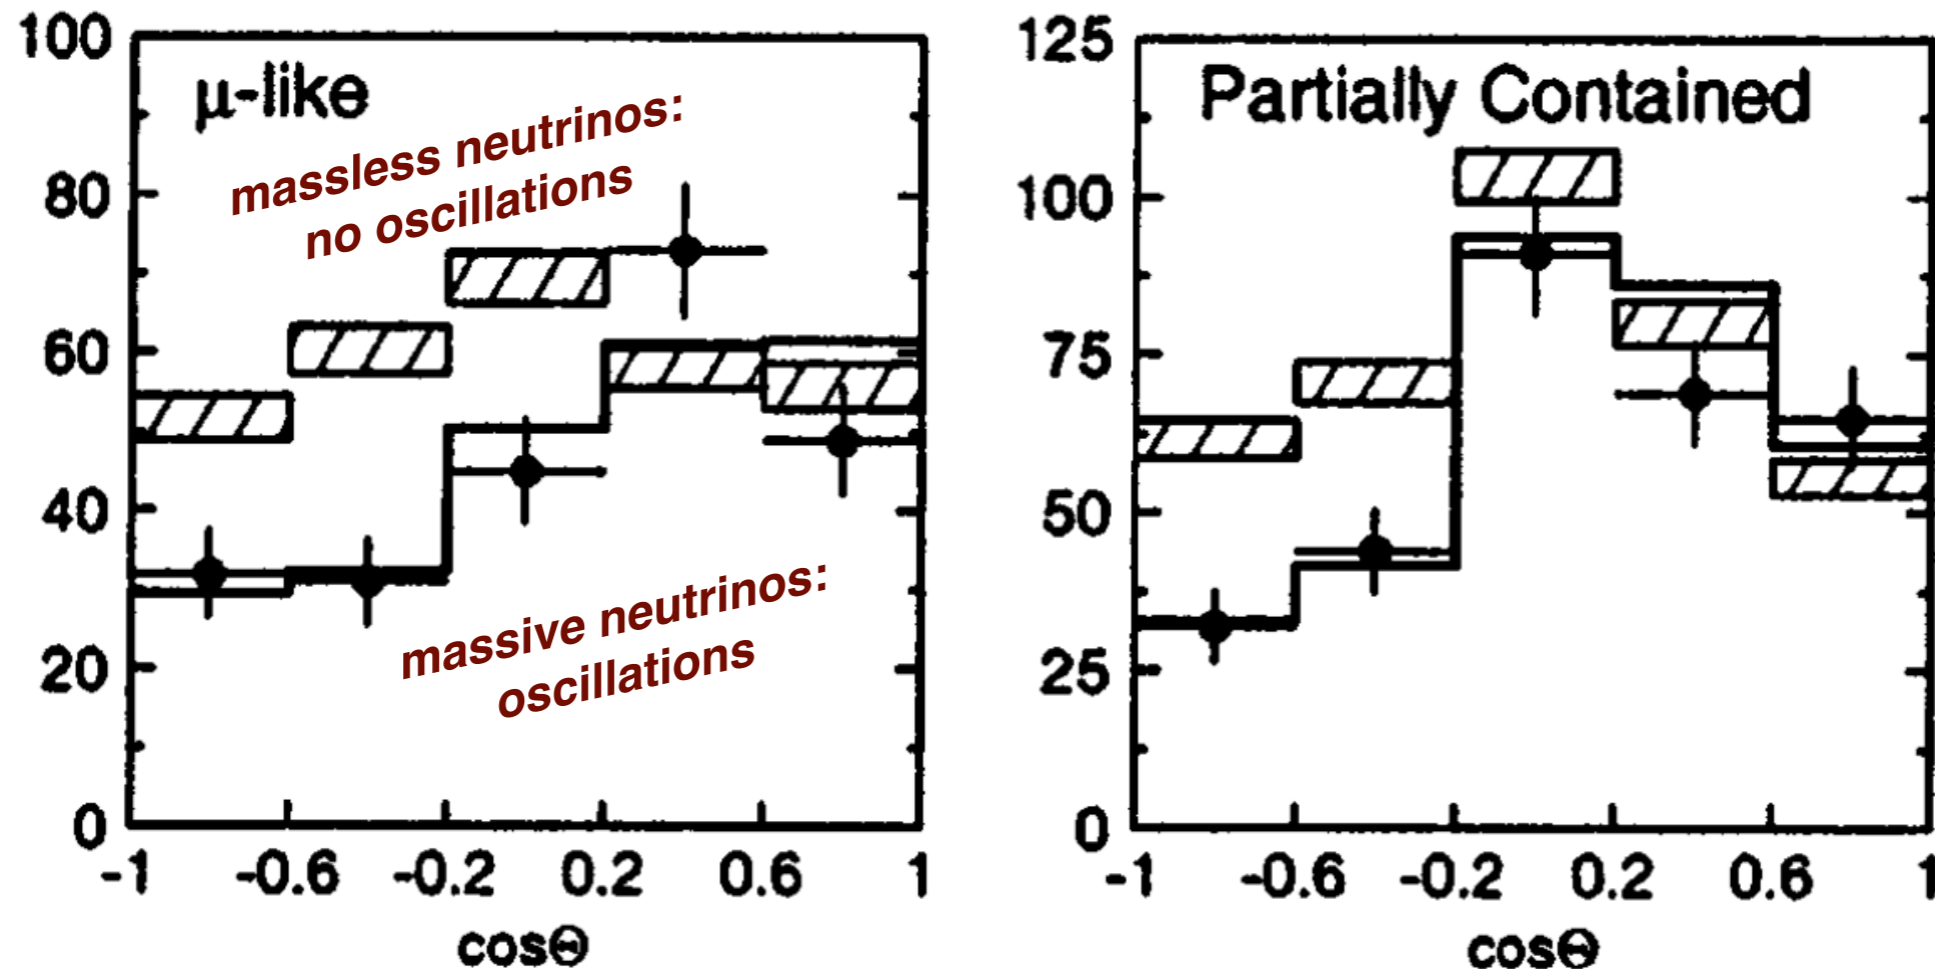 μ-like
massless neutrinos:
no oscillations
massive neutrinos:
oscillations
100
80
60
40
20
0
-1 -0.6 -0.2 0.2 0.6 1
cosΘ
Partially Contained
125
100
75
50
25
0
-1 -0.6 -0.2 0.2 0.6 1
cosΘ